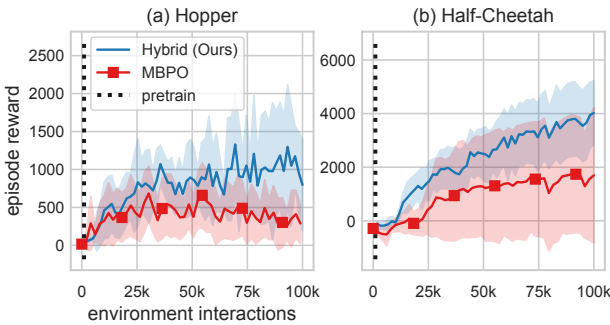 (a) Hopper
(b) Half-Cheetah
episode reward
2500
2000
1500
1000
500
0
Hybrid (Ours)
MBPO
pretrain
6000
4000
2000
0
0 25k 50k 75k 100k
0 25k 50k 75k 100k
environment interactions